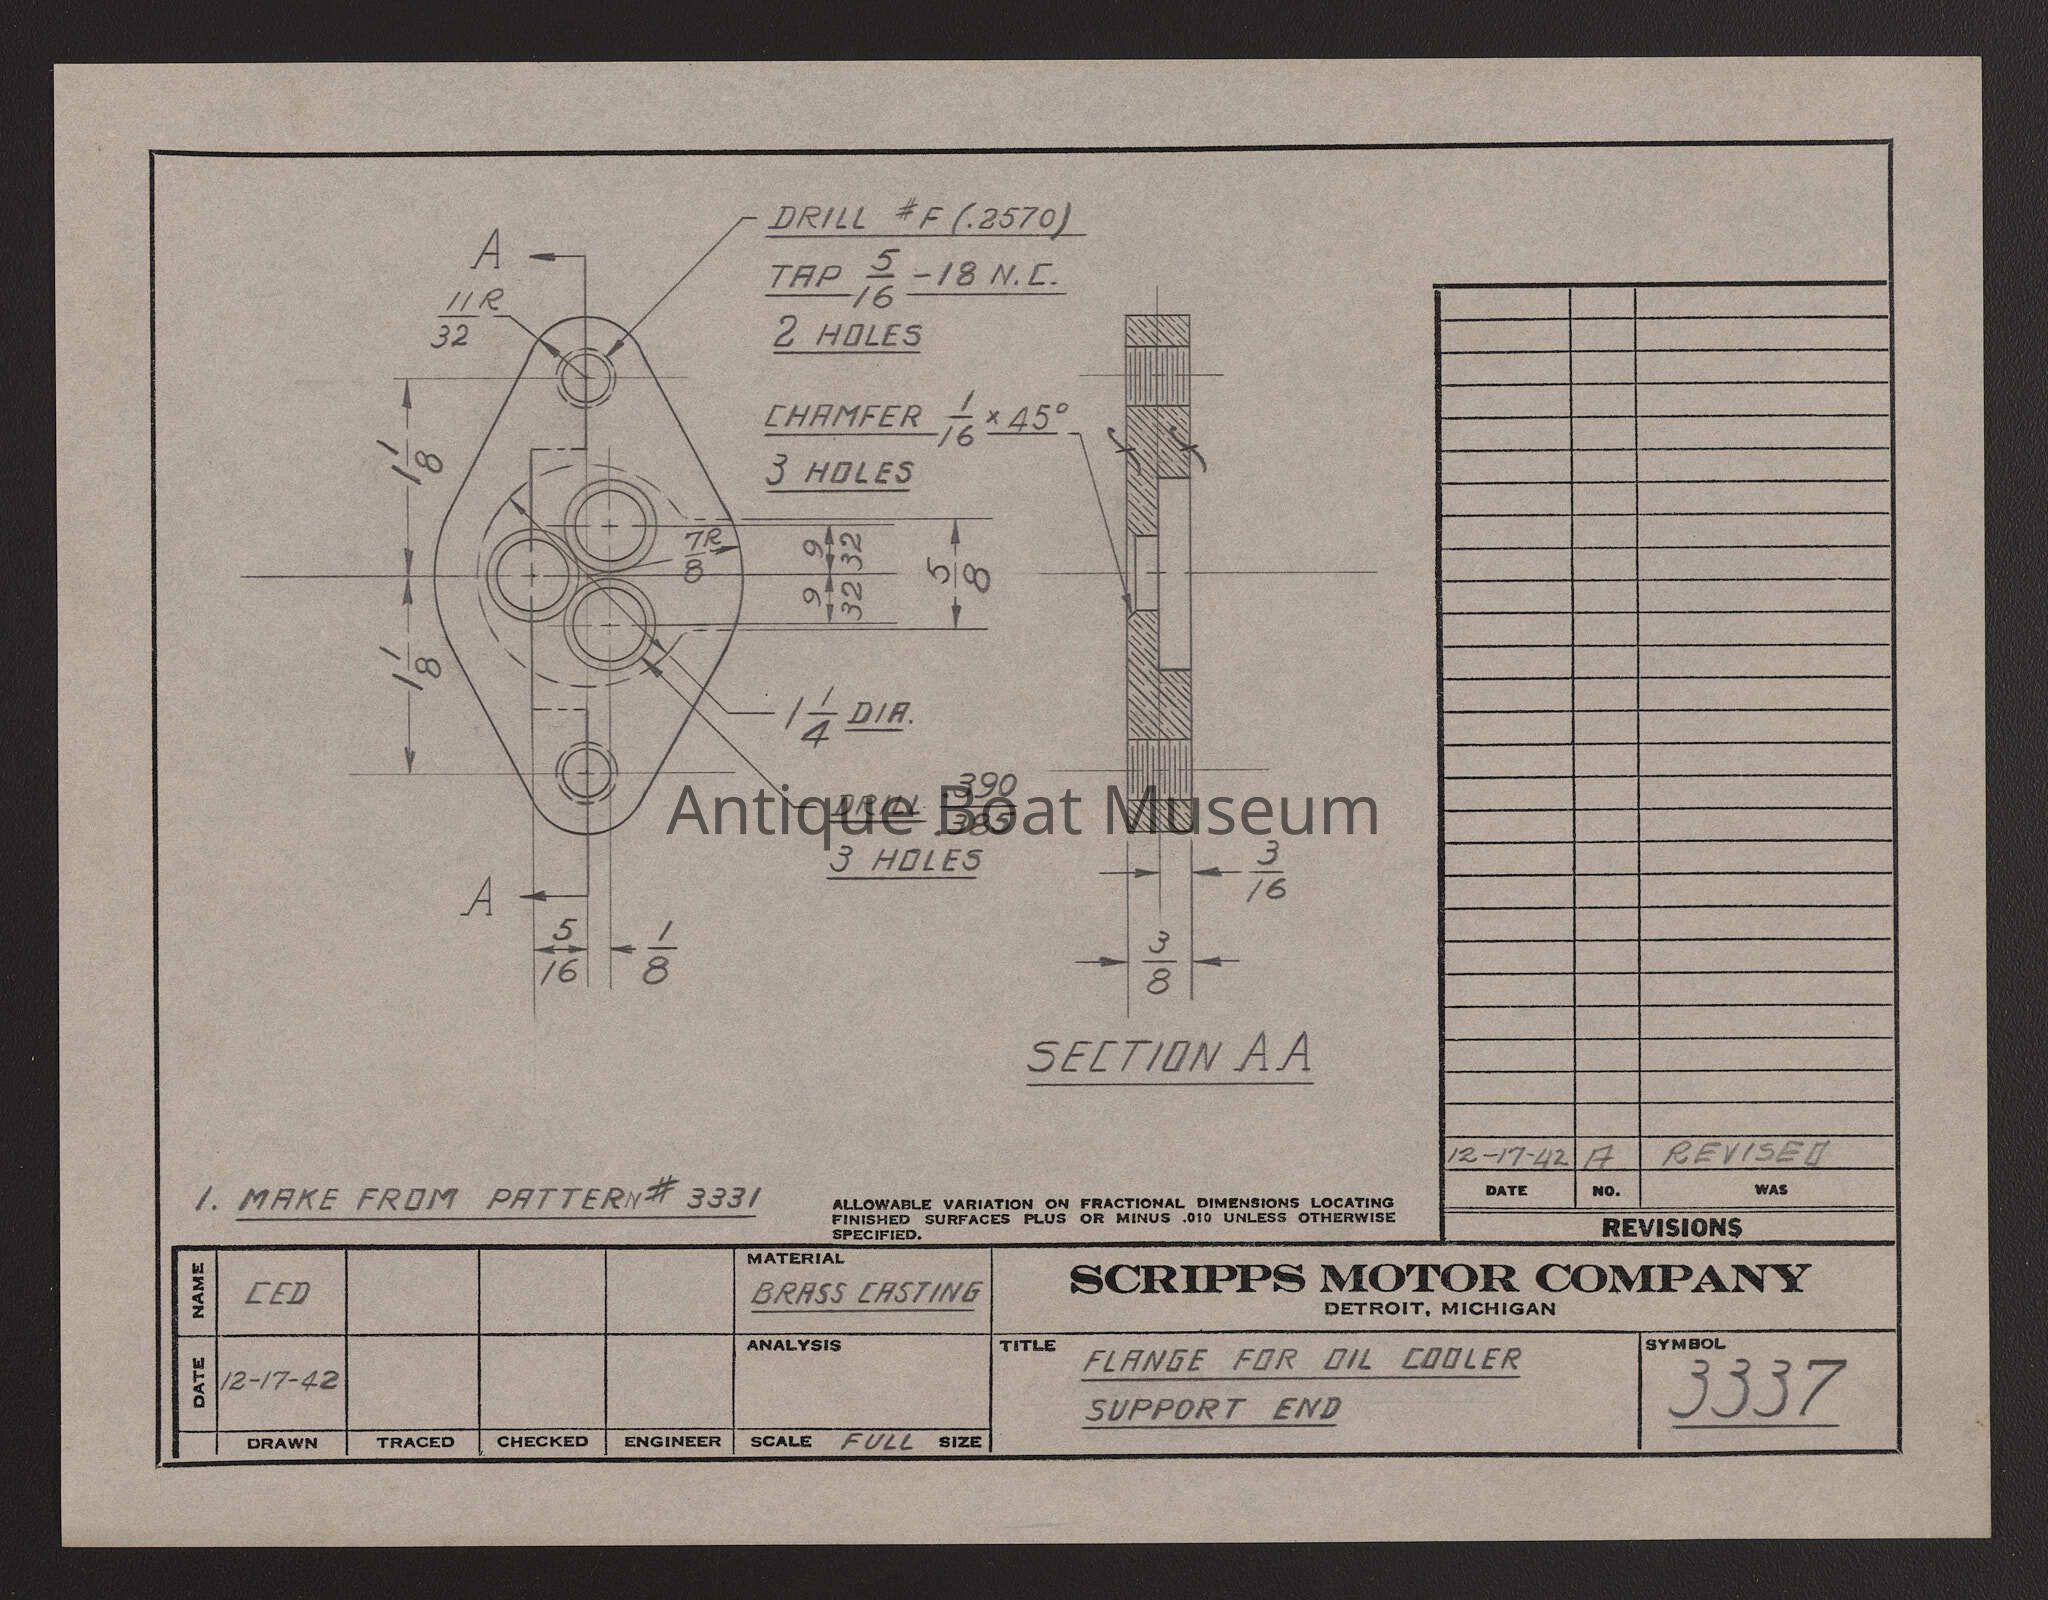 A
11 R
32
DRILL #F (.2570)
TAP 5/16 -18 N.C.
2 HOLES
CHAMFER 1/16 x 45°
3 HOLES
1 1/8
7 R
8
9/32
9/32
5/8
f
f
1 1/8
1 1/4 DIA.
DRILL .390
.385
3 HOLES
Antique Boat Museum
A
5/16
1/8
3/16
3/8
SECTION AA
12-17-42 A REVISED
DATE NO. WAS
REVISIONS
1. MAKE FROM PATTERN # 3331
ALLOWABLE VARIATION ON FRACTIONAL DIMENSIONS LOCATING
FINISHED SURFACES PLUS OR MINUS .010 UNLESS OTHERWISE
SPECIFIED.
NAME
CED
MATERIAL
BRASS CASTING
SCRIPPS MOTOR COMPANY
DETROIT, MICHIGAN
DATE
12-17-42
ANALYSIS
TITLE
FLANGE FOR OIL COOLER
SUPPORT END
SYMBOL
3337
DRAWN TRACED CHECKED ENGINEER SCALE FULL SIZE